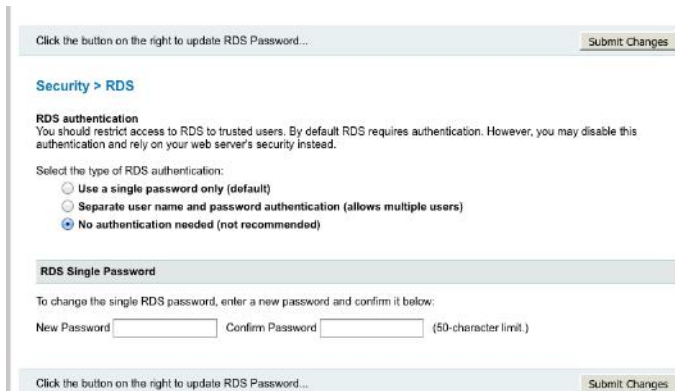 Click the button on the right to update RDS Password...
Submit Changes
Security > RDS
RDS authentication
You should restrict access to RDS to trusted users. By default RDS requires authentication. However, you may disable this
authentication and rely on your web server's security instead.
Select the type of RDS authentication:
Use a single password only (default)
Separate user name and password authentication (allows multiple users)
No authentication needed (not recommended)
RDS Single Password
To change the single RDS password, enter a new password and confirm it below:
New Password Confirm Password (50-character limit.)
Click the button on the right to update RDS Password...
Submit Changes